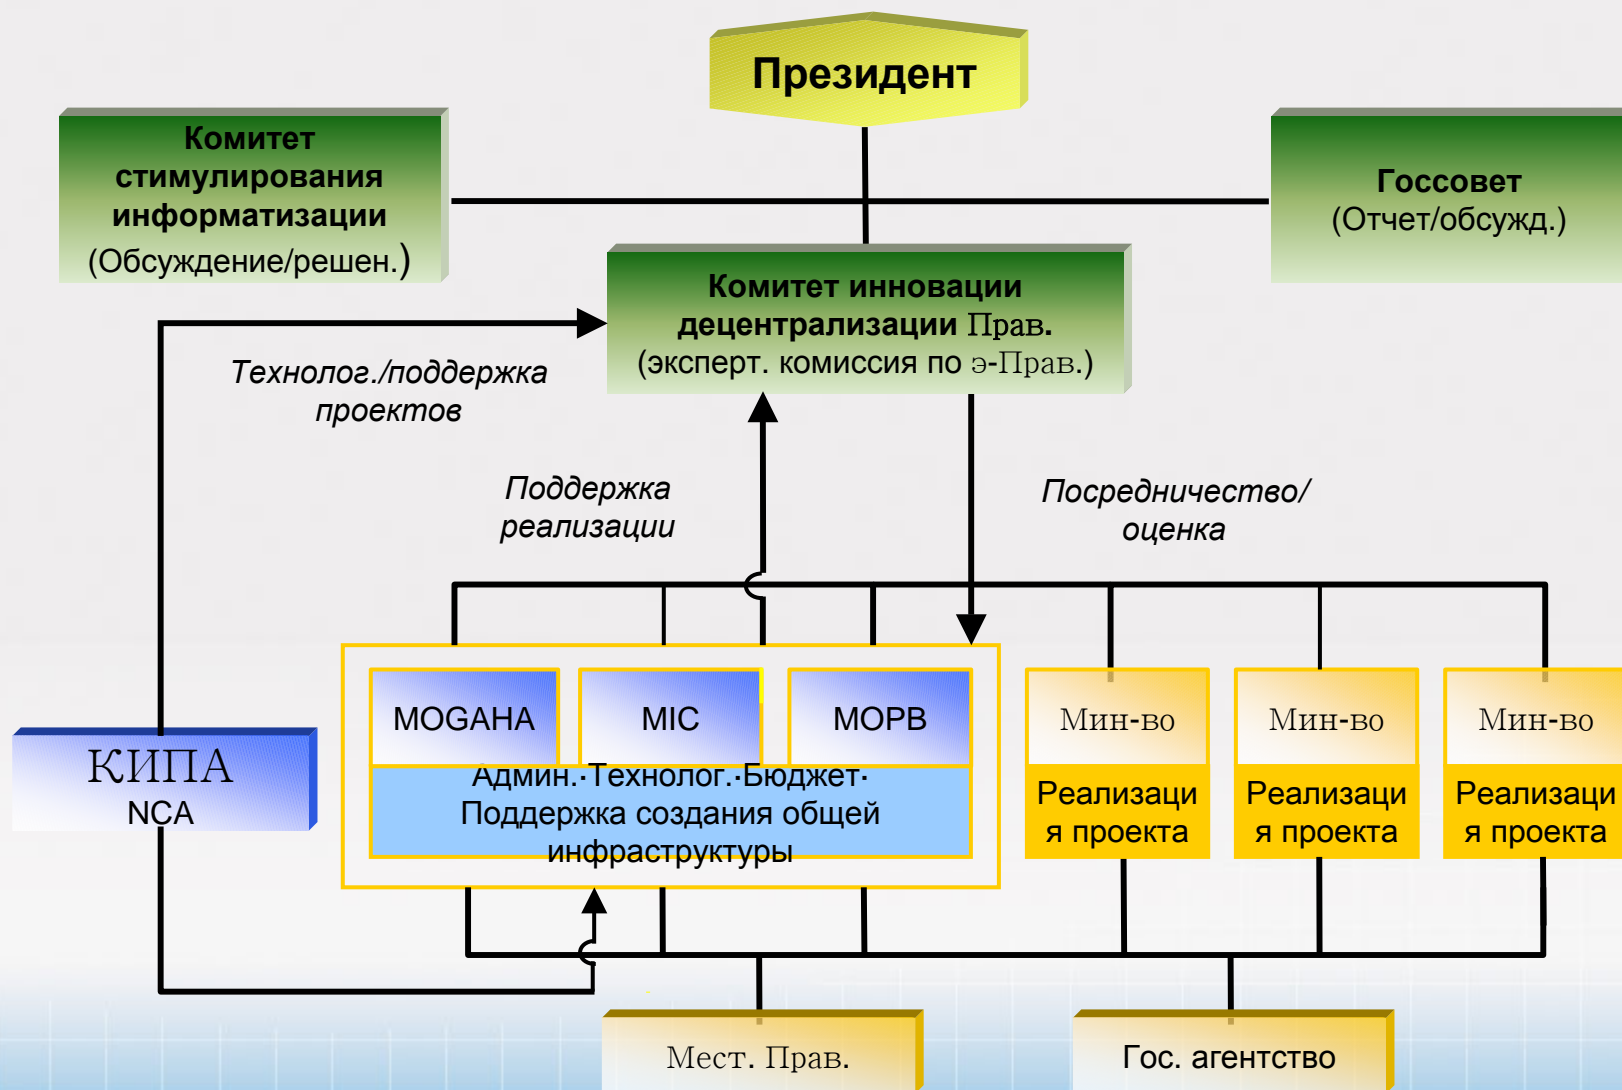 Президент
Комитет
стимулирования
информатизации
(Обсуждение/решен.)
Госсовет
(Отчет/обсужд.)
Комитет инновации
децентрализации Прав.
(эксперт. комиссия по э-Прав.)
Технолог./поддержка
проектов
Поддержка
реализации
Посредничество/
оценка
MOGAHA
MIC
MOPB
Админ.·Технолог.·Бюджет·
Поддержка создания общей
инфраструктуры
Мин-во
Реализаци
я проекта
Мин-во
Реализаци
я проекта
Мин-во
Реализаци
я проекта
КИПА
NCA
Мест. Прав.
Гос. агентство